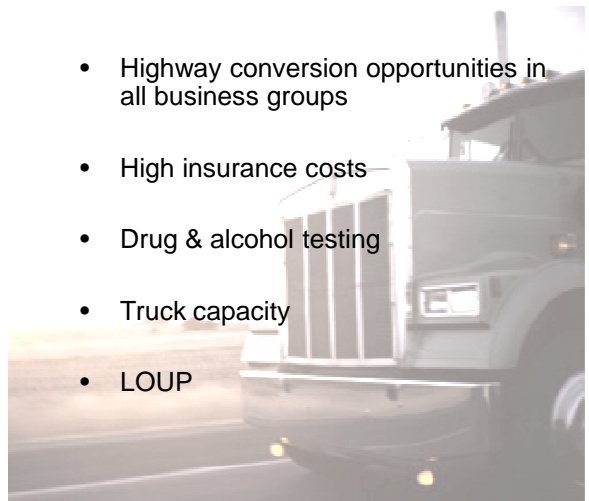 • Highway conversion opportunities in
all business groups
• High insurance costs
• Drug & alcohol testing
• Truck capacity
• LOUP